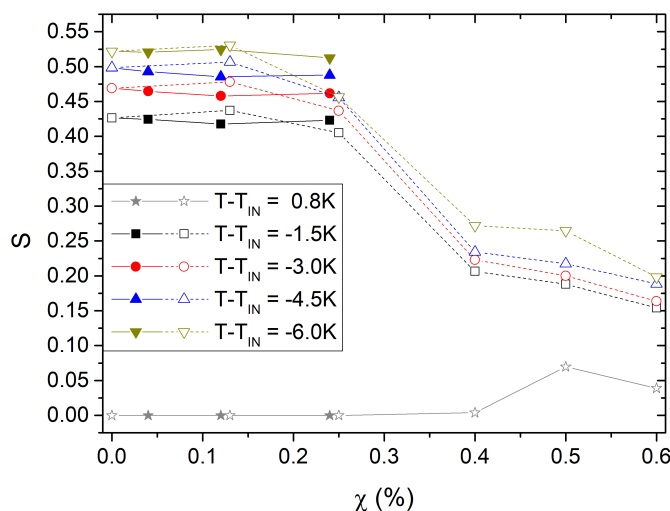 0.55
0.50
0.45
0.40
0.35
0.30
0.25
0.20
0.15
0.10
0.05
0.00
S
T-T_IN = 0.8K
T-T_IN = -1.5K
T-T_IN = -3.0K
T-T_IN = -4.5K
T-T_IN = -6.0K
0.0 0.1 0.2 0.3 0.4 0.5 0.6
χ (%)